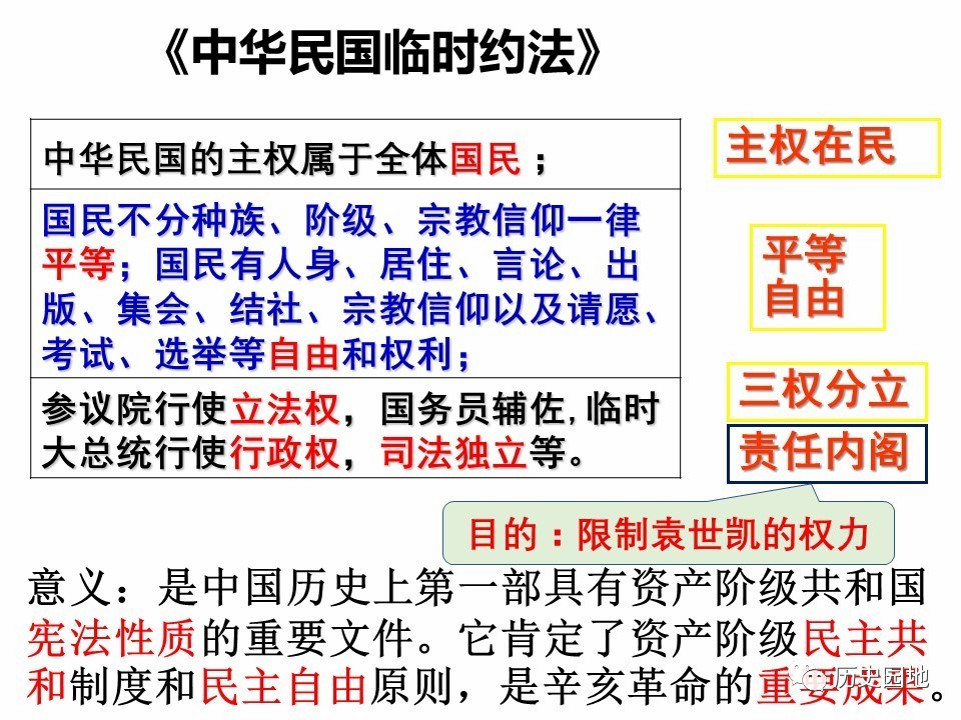 《中华民国临时约法》
中华民国的主权属于全体国民；
主权在民
国民不分种族、阶级、宗教信仰一律
平等；国民有人身、居住、言论、出
版、集会、结社、宗教信仰以及请愿、
考试、选举等自由和权利；
平等
自由
参议院行使立法权，国务员辅佐,临时
大总统行使行政权，司法独立等。
三权分立
责任内阁
目的：限制袁世凯的权力
意义：是中国历史上第一部具有资产阶级共和国
宪法性质的重要文件。它肯定了资产阶级民主共
和制度和民主自由原则，是辛亥革命的重要成果。
历史园地